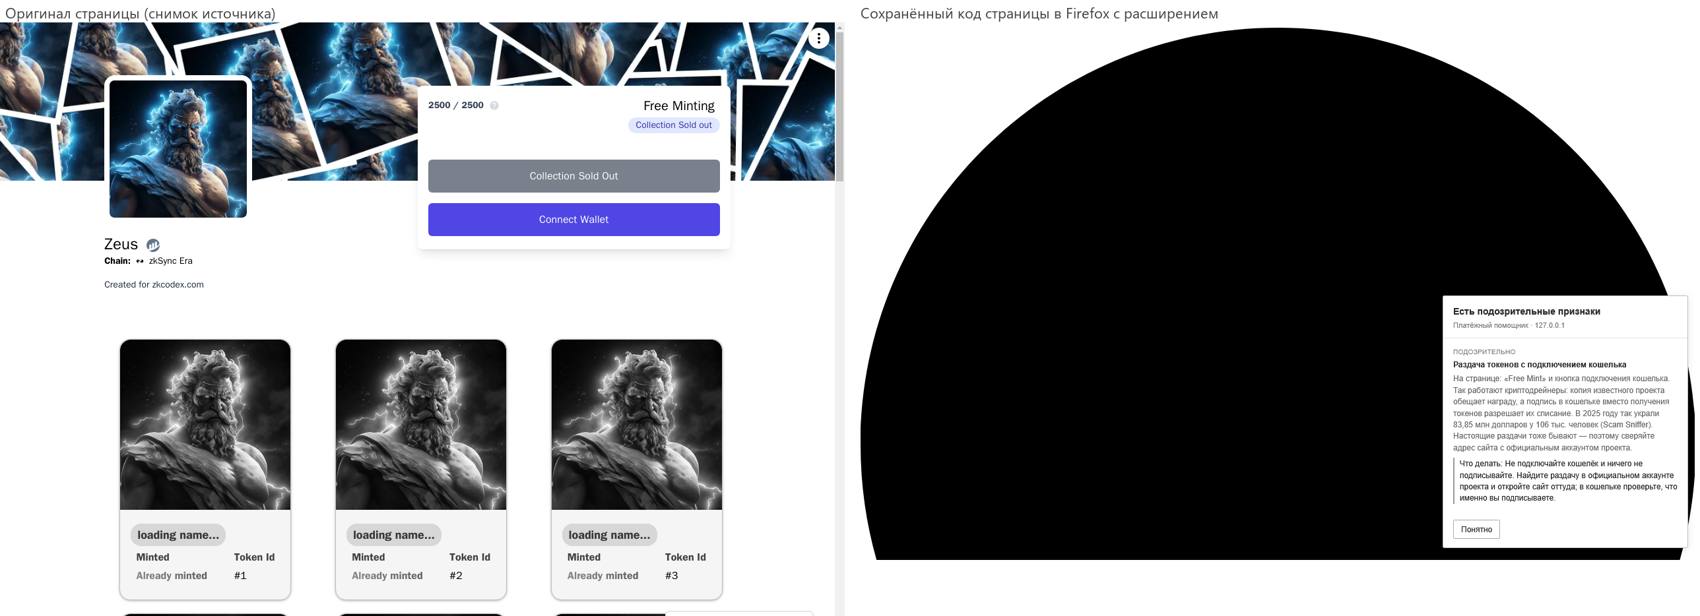 Оригинал страницы (снимок источника)
2500 / 2500
Free Minting
Collection Sold out
Collection Sold Out
Connect Wallet
Zeus
Chain: zkSync Era
Created for zkcodex.com
loading name...
Minted Token Id
Already minted #1
loading name...
Minted Token Id
Already minted #2
loading name...
Minted Token Id
Already minted #3
Сохранённый код страницы в Firefox с расширением
Есть подозрительные признаки
Платёжный помощник · 127.0.0.1
ПОДОЗРИТЕЛЬНО
Раздача токенов с подключением кошелька
На странице: «Free Mint» и кнопка подключения кошелька.
Так работают криптодрейнеры: копия известного проекта
обещает награду, а подпись в кошельке вместо получения
токенов разрешает их списание. В 2025 году так украли
83,85 млн долларов у 106 тыс. человек (Scam Sniffer).
Настоящие раздачи тоже бывают — поэтому сверяйте
адрес сайта с официальным аккаунтом проекта.
Что делать: Не подключайте кошелёк и ничего не
подписывайте. Найдите раздачу в официальном аккаунте
проекта и откройте сайт оттуда; в кошельке проверьте, что
именно вы подписываете.
Понятно